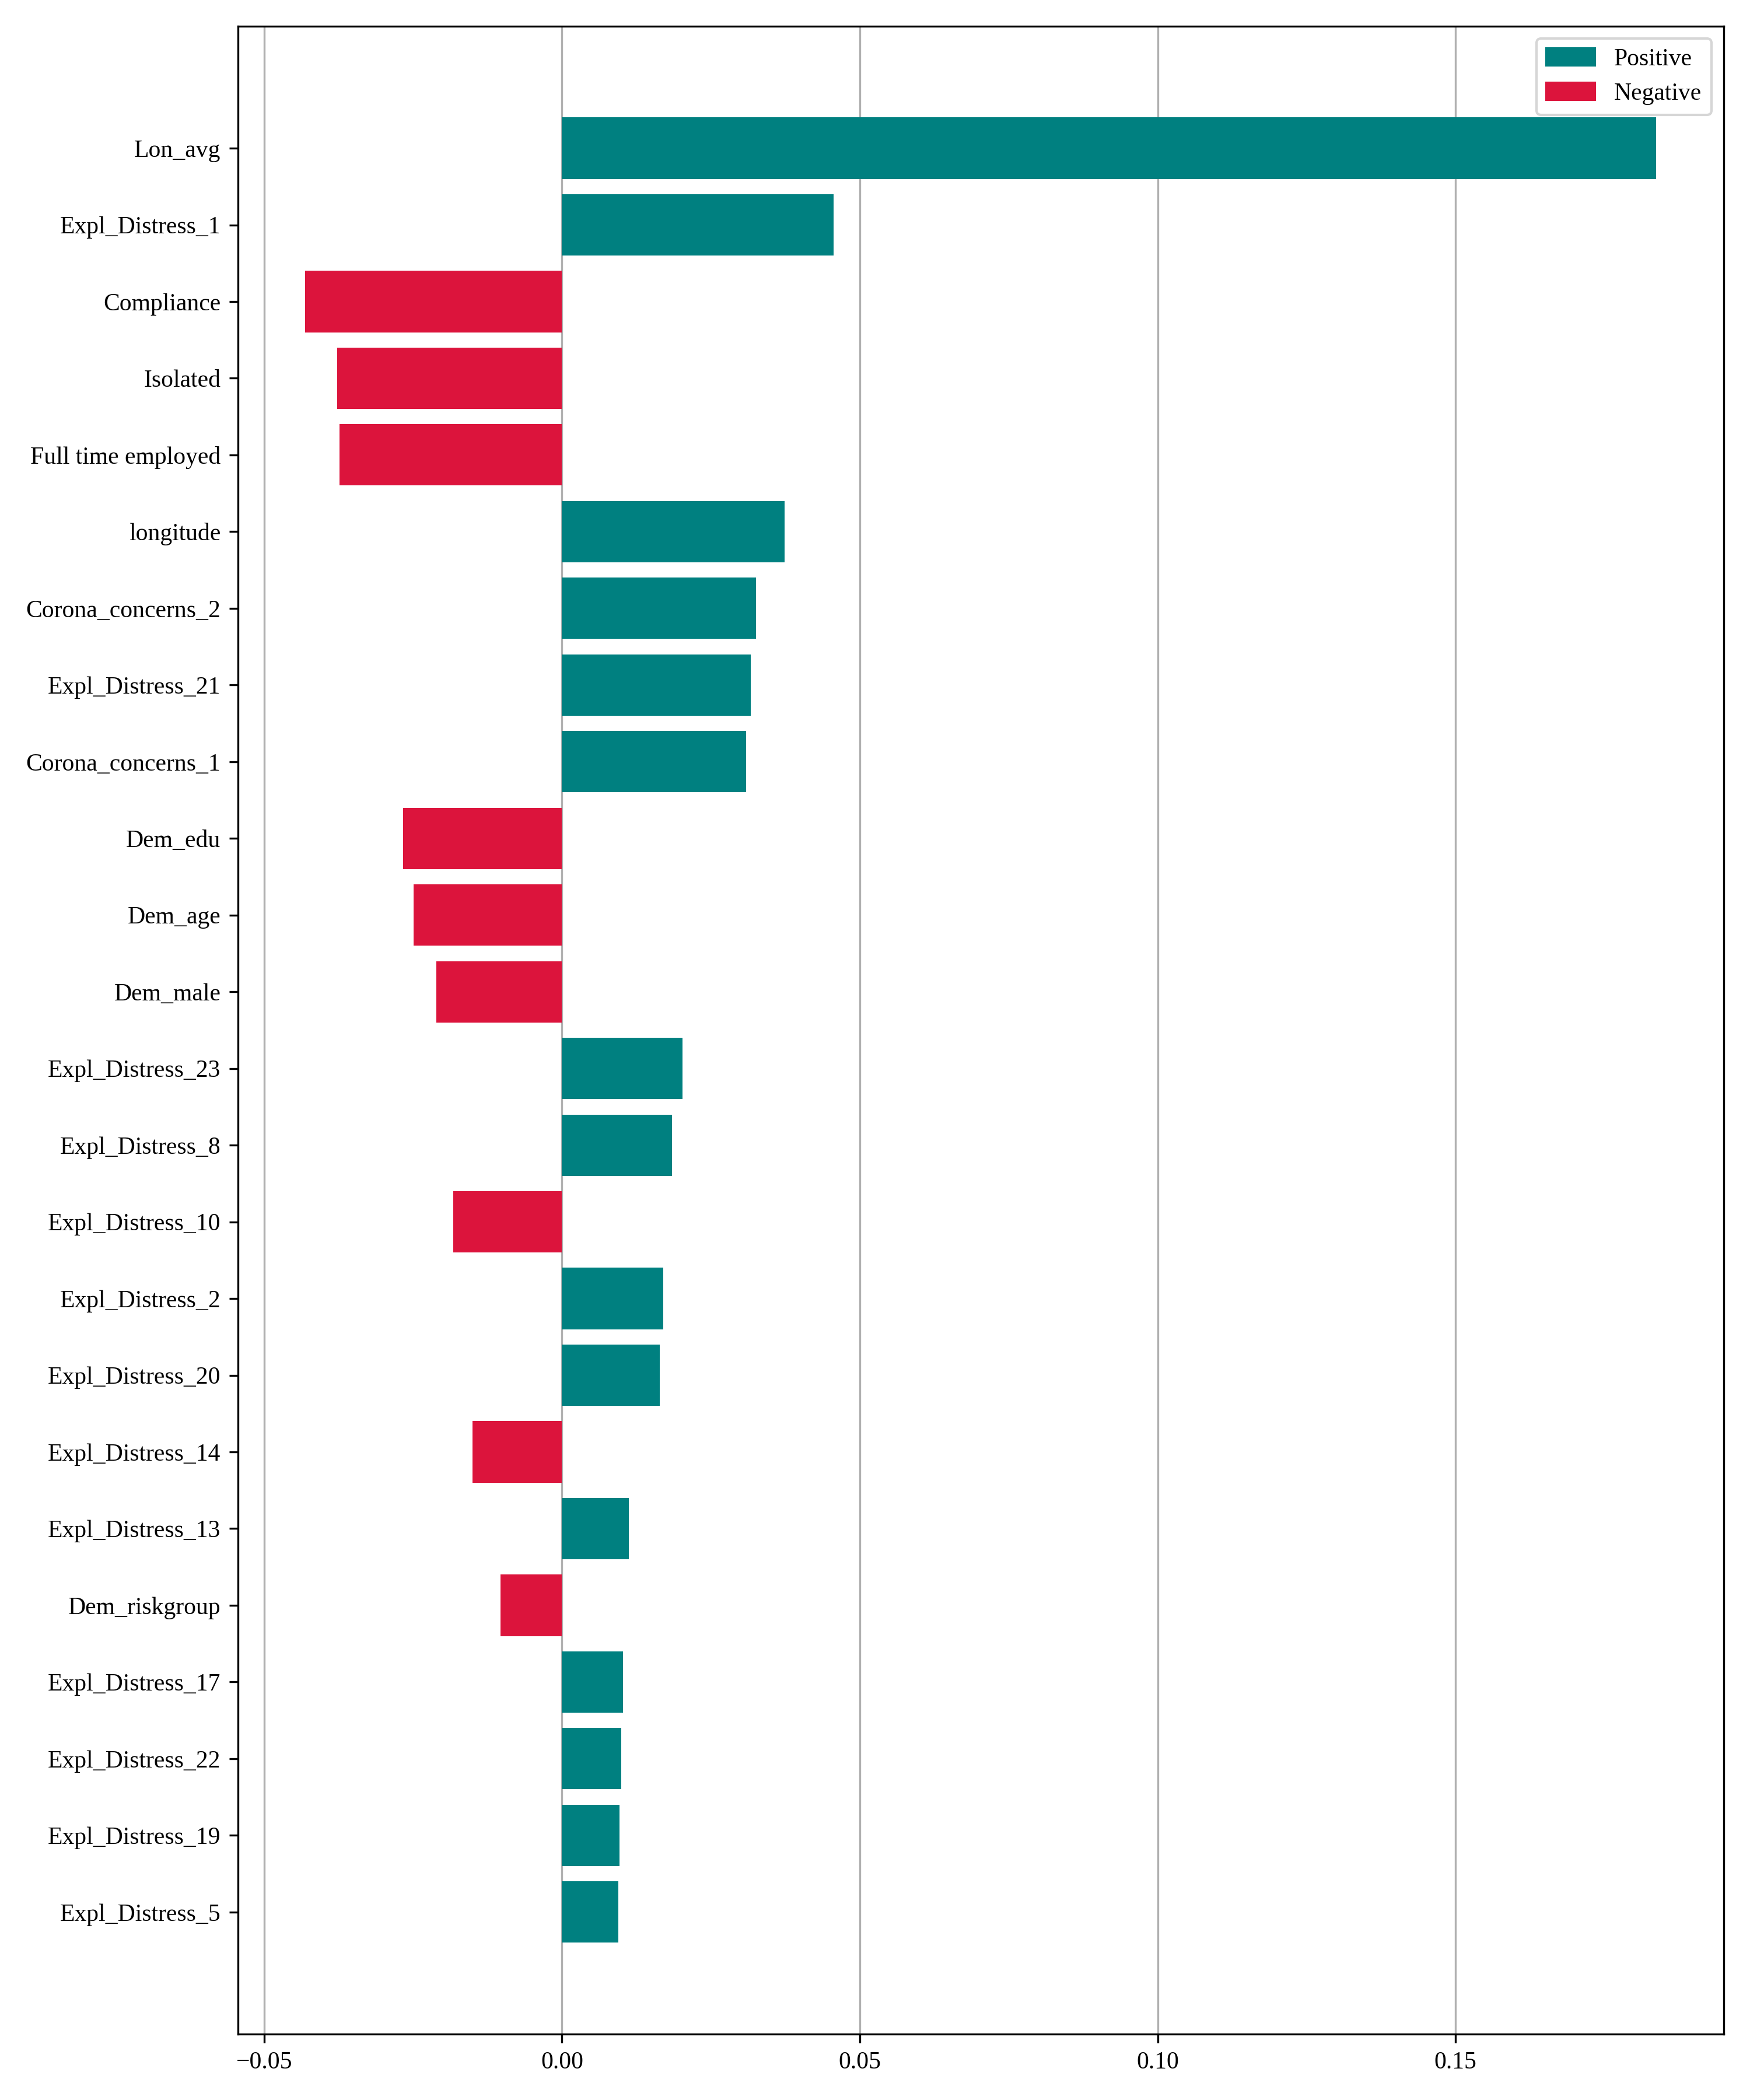 Positive
Negative
Lon_avg
Expl_Distress_1
Compliance
Isolated
Full time employed
longitude
Corona_concerns_2
Expl_Distress_21
Corona_concerns_1
Dem_edu
Dem_age
Dem_male
Expl_Distress_23
Expl_Distress_8
Expl_Distress_10
Expl_Distress_2
Expl_Distress_20
Expl_Distress_14
Expl_Distress_13
Dem_riskgroup
Expl_Distress_17
Expl_Distress_22
Expl_Distress_19
Expl_Distress_5
−0.05 0.00 0.05 0.10 0.15